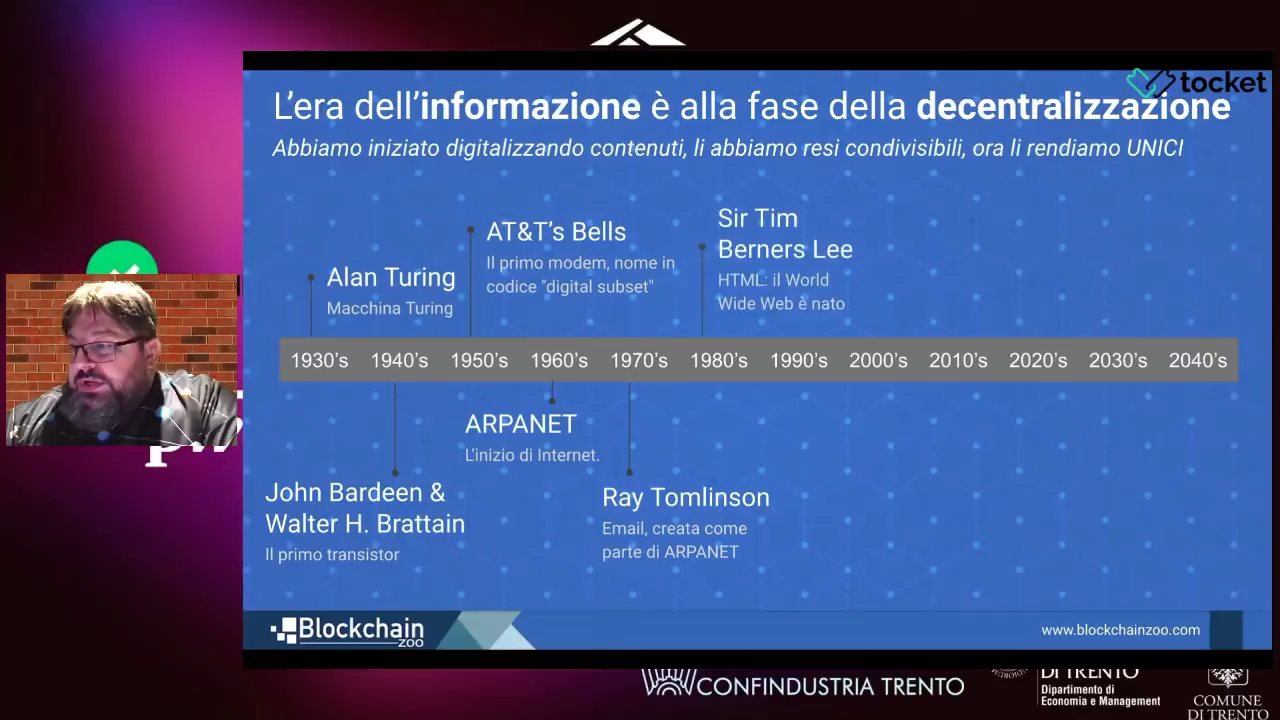 tocket
L'era dell'informazione è alla fase della decentralizzazione
Abbiamo iniziato digitalizzando contenuti, li abbiamo resi condivisibili, ora li rendiamo UNICI
Sir Tim
Berners Lee
HTML: il World
Wide Web è nato
AT&T's Bells
Il primo modem, nome in
codice "digital subset"
Alan Turing
Macchina Turing
1930's 1940's 1950's 1960's 1970's 1980's 1990's 2000's 2010's 2020's 2030's 2040's
ARPANET
L'inizio di Internet.
John Bardeen &
Walter H. Brattain
Il primo transistor
Ray Tomlinson
Email, creata come
parte di ARPANET
Blockchain
ZOO
www.blockchainzoo.com
CONFINDUSTRIA TRENTO
DI TRENTO
Dipartimento di
Economia e Management
COMUNE
DI TRENTO